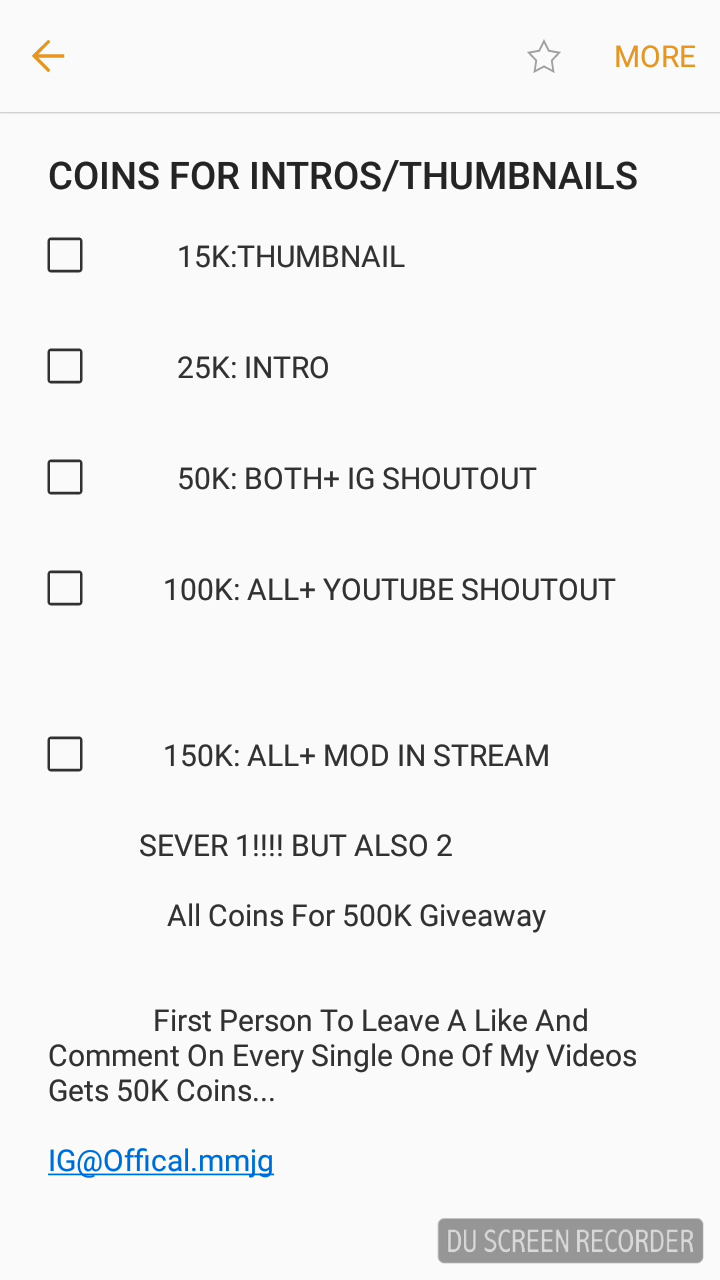 MORE
COINS FOR INTROS/THUMBNAILS
15K:THUMBNAIL
25K: INTRO
50K: BOTH+ IG SHOUTOUT
100K: ALL+ YOUTUBE SHOUTOUT
150K: ALL+ MOD IN STREAM
SEVER 1!!!! BUT ALSO 2
All Coins For 500K Giveaway
First Person To Leave A Like And
Comment On Every Single One Of My Videos
Gets 50K Coins...
IG@Offical.mmjg
DU SCREEN RECORDER